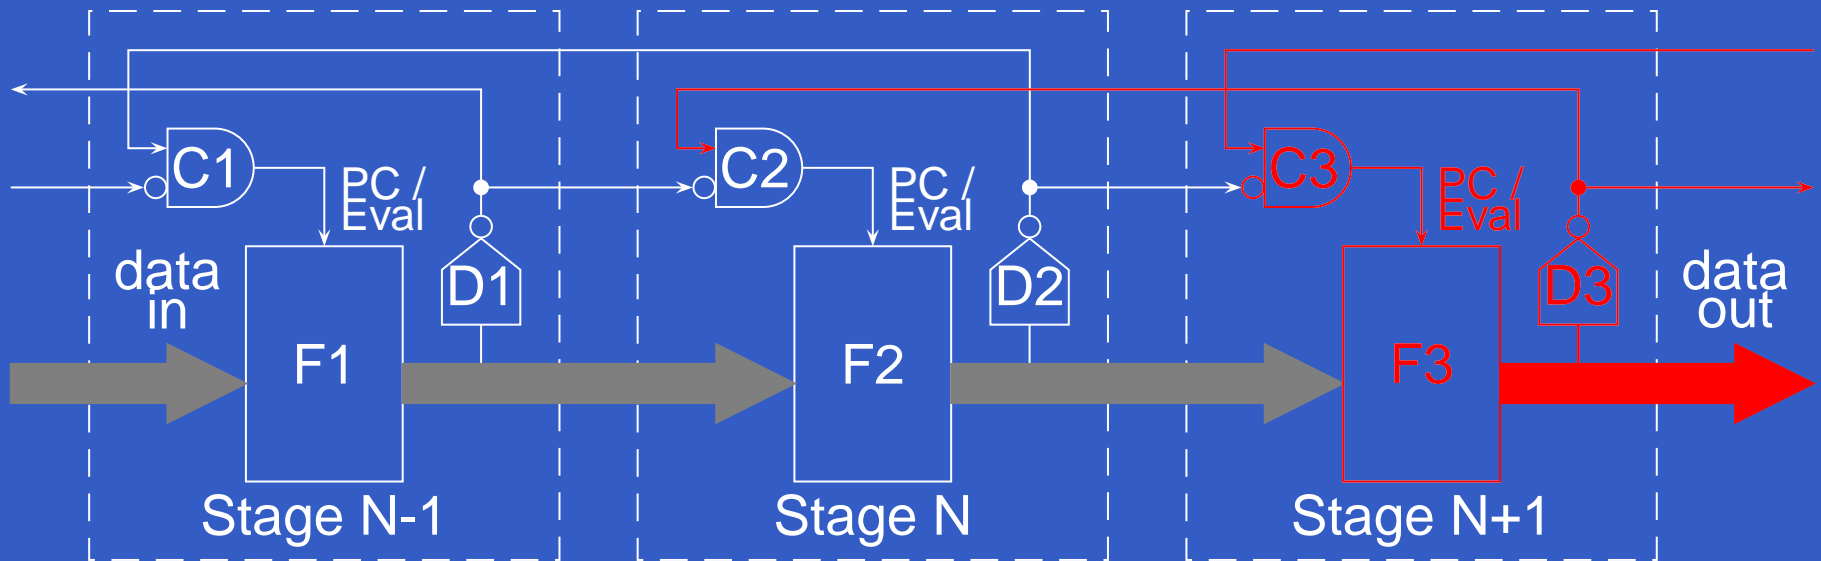 C1
PC /
Eval
data
in
D1
F1
Stage N-1
C2
PC /
Eval
D2
F2
Stage N
C3
PC /
Eval
D3
F3
Stage N+1
data
out